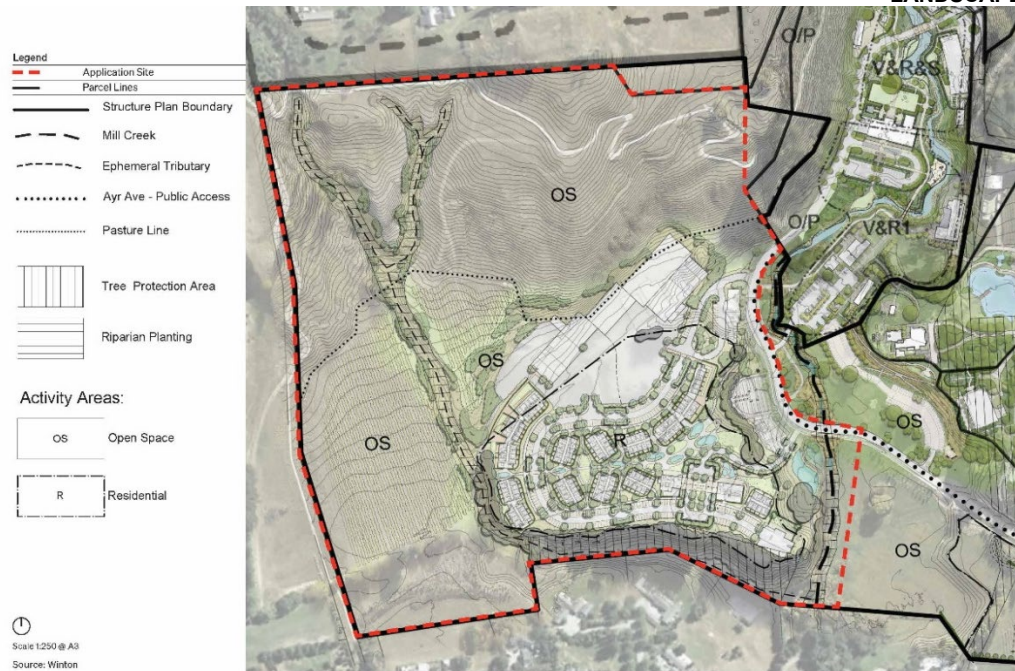 LANDSCAPE
Legend
Application Site
Parcel Lines
Structure Plan Boundary
Mill Creek
Ephemeral Tributary
Ayr Ave - Public Access
Pasture Line
Tree Protection Area
Riparian Planting
Activity Areas:
OS Open Space
R Residential
Scale 1:250 @ A3
Source: Winton
O/P
V&R&S
OS
O/P
V&R1
OS
OS
OS
R
OS